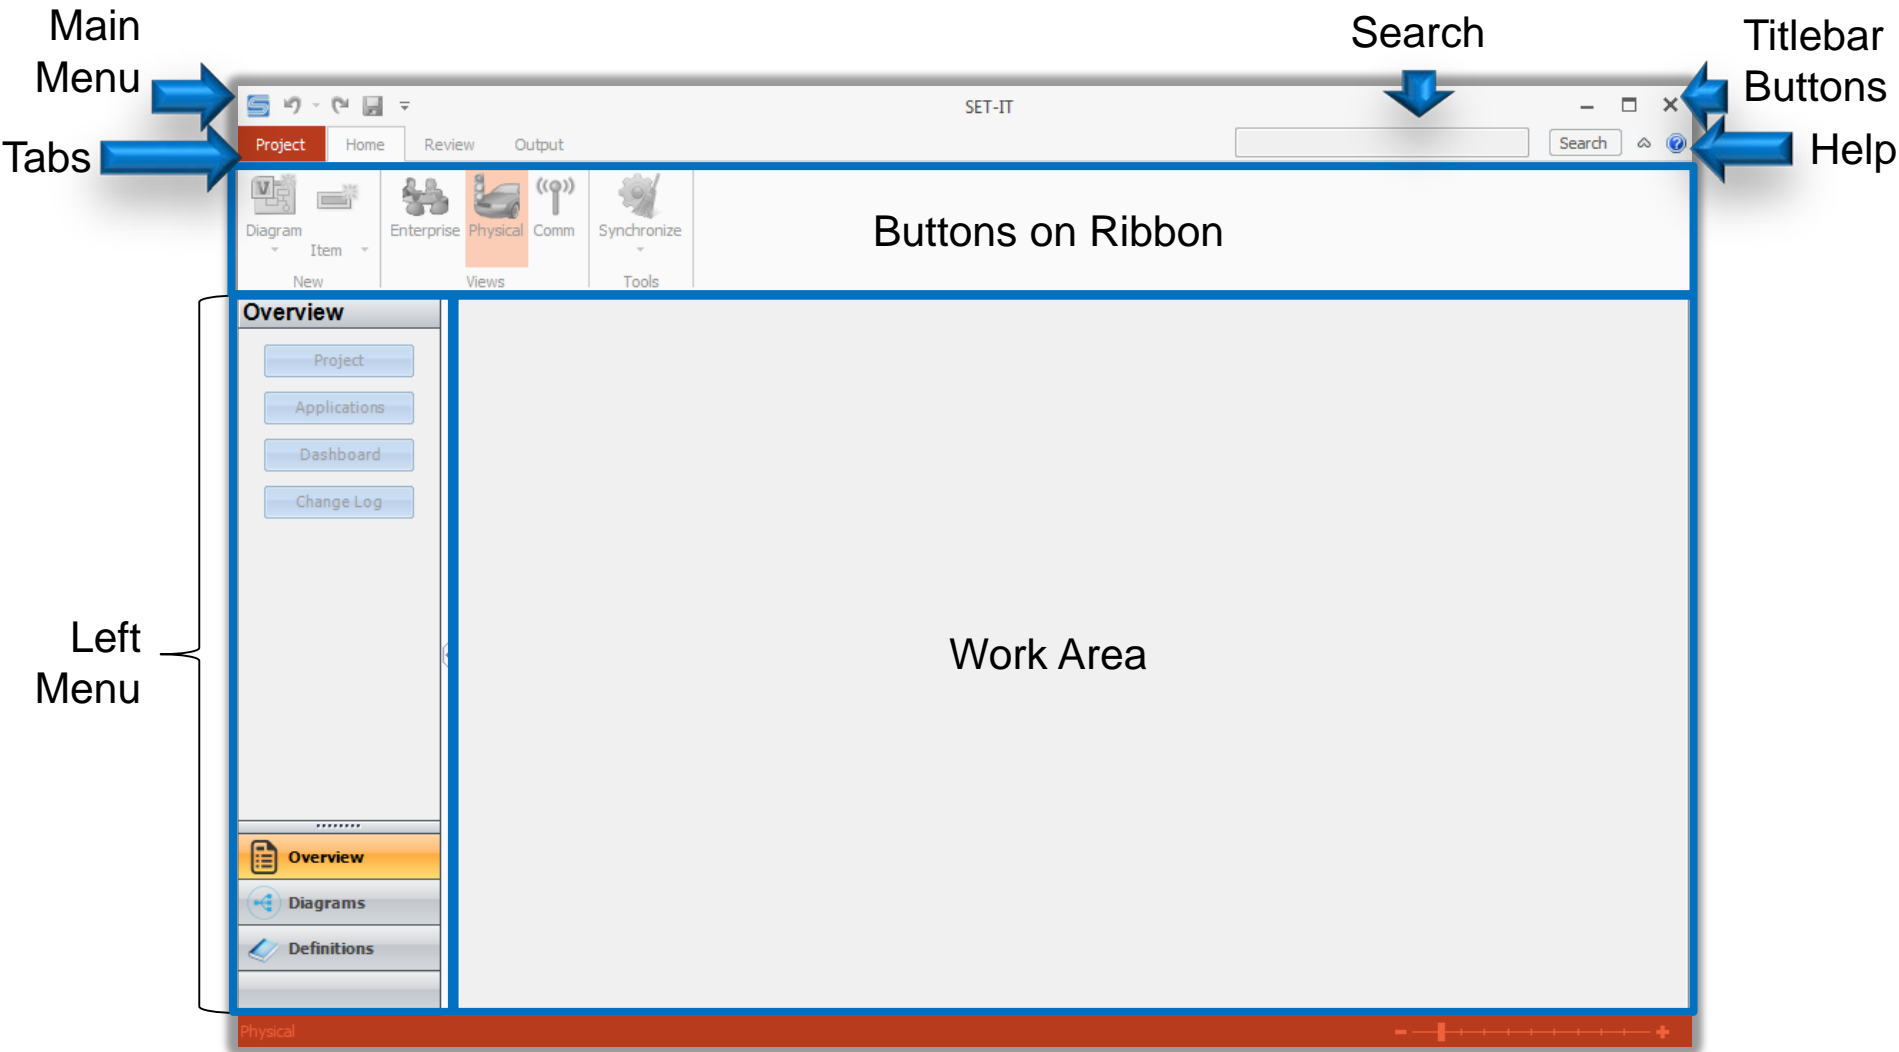 Main
Menu
Search
Titlebar
Buttons
SET-IT
Tabs
Project
Home
Review
Output
Search
Help
Diagram
Item
New
Enterprise
Physical
Comm
Views
Synchronize
Tools
Buttons on Ribbon
Overview
Project
Applications
Dashboard
Change Log
Left
Menu
Work Area
Overview
Diagrams
Definitions
Physical